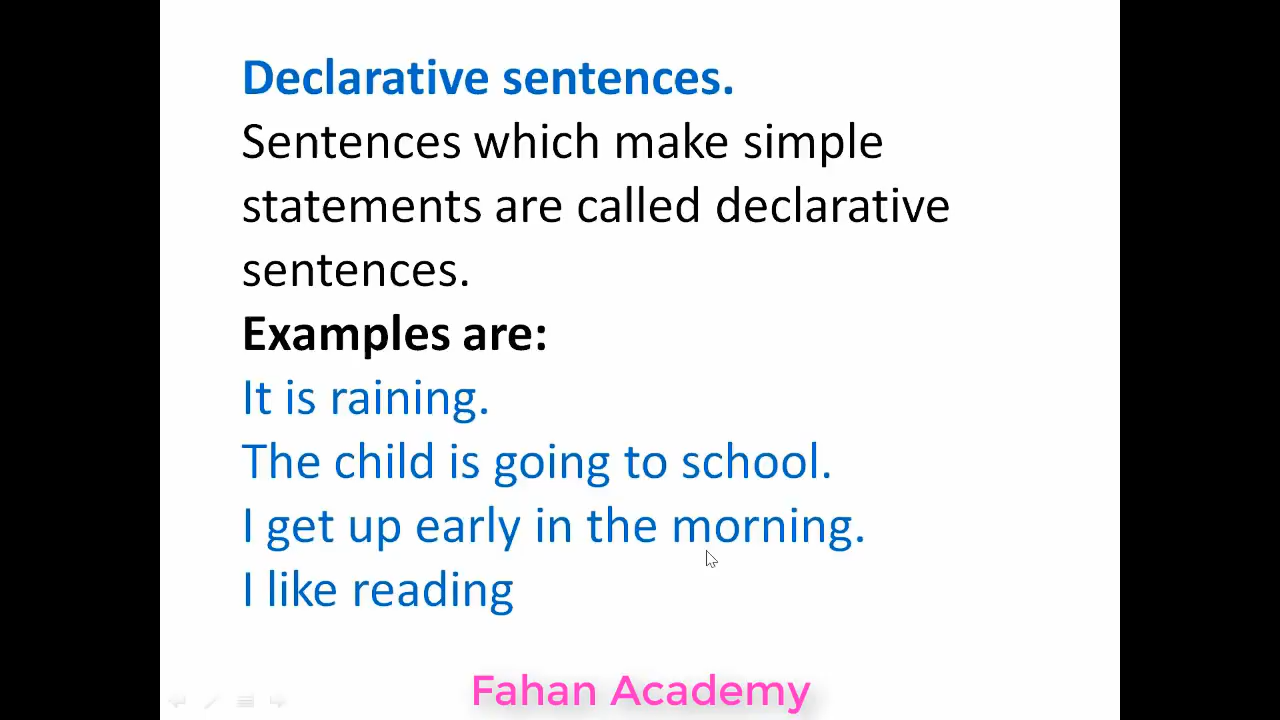 Declarative sentences.
Sentences which make simple
statements are called declarative
sentences.
Examples are:
It is raining.
The child is going to school.
I get up early in the morning.
I like reading
Fahan Academy